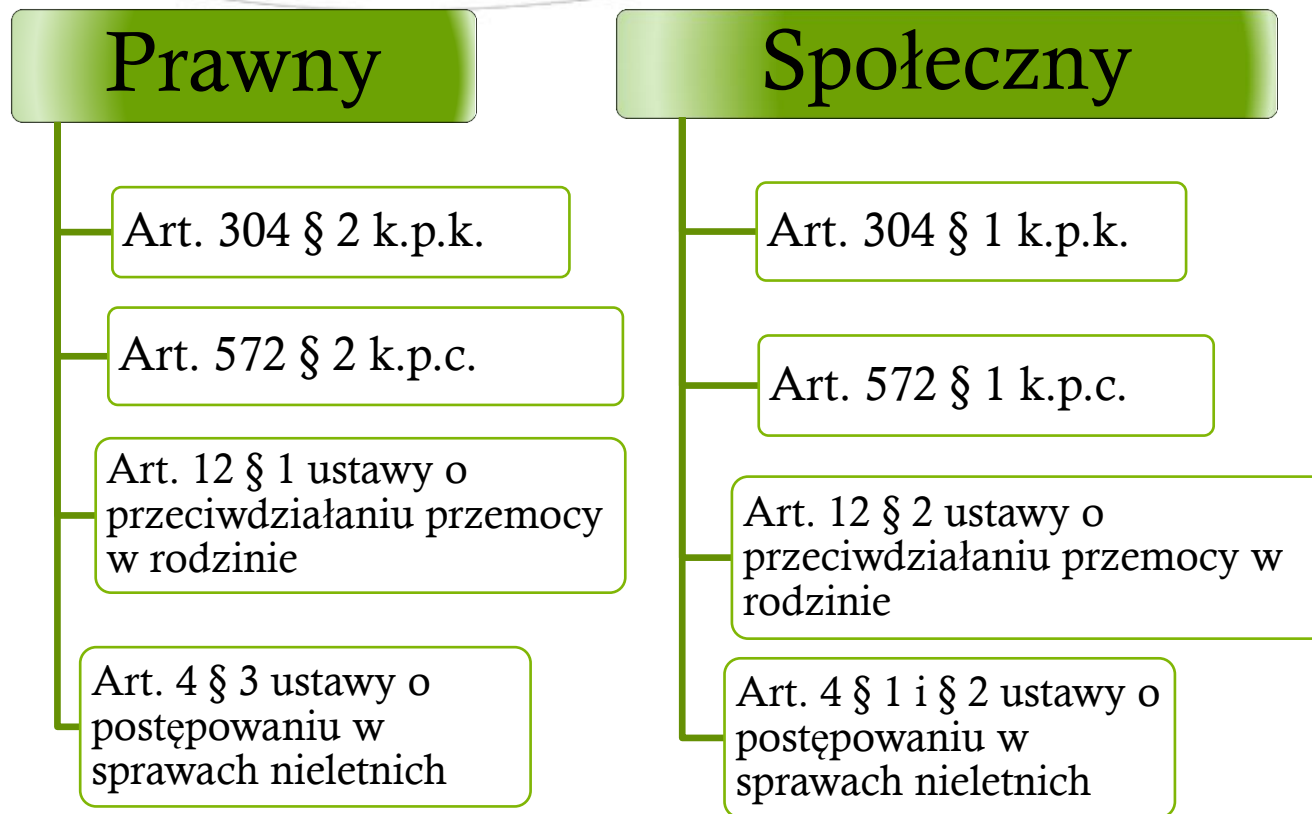 Prawny
Art. 304 § 2 k.p.k.
Art. 572 § 2 k.p.c.
Art. 12 § 1 ustawy o
przeciwdziałaniu przemocy
w rodzinie
Art. 4 § 3 ustawy o
postępowaniu w
sprawach nieletnich
Społeczny
Art. 304 § 1 k.p.k.
Art. 572 § 1 k.p.c.
Art. 12 § 2 ustawy o
przeciwdziałaniu przemocy w
rodzinie
Art. 4 § 1 i § 2 ustawy o
postępowaniu w
sprawach nieletnich